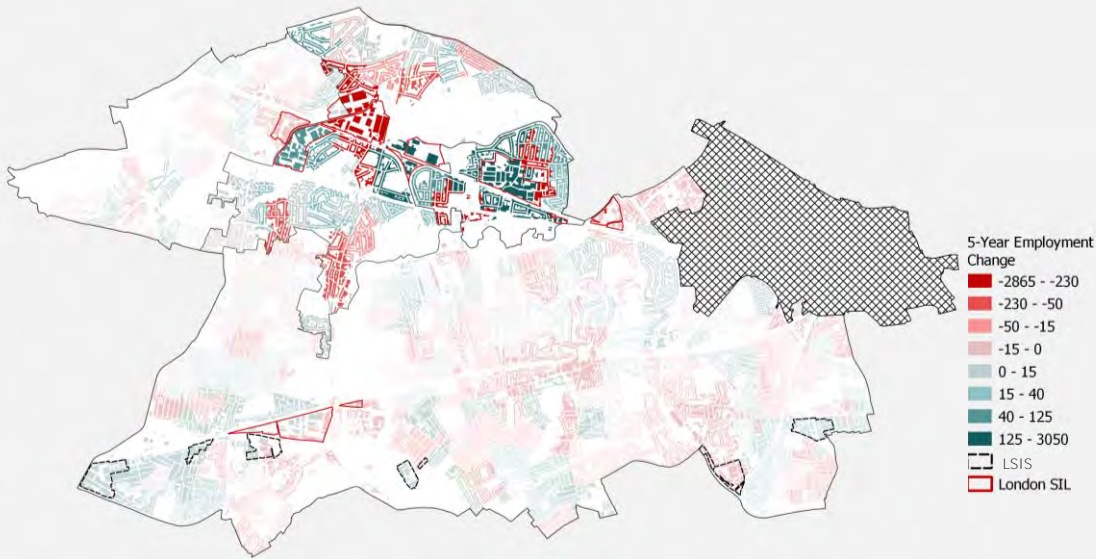 5-Year Employment
Change
-2865 - -230
-230 - -50
-50 - -15
-15 - 0
0 - 15
15 - 40
40 - 125
125 - 3050
LSIS
London SIL